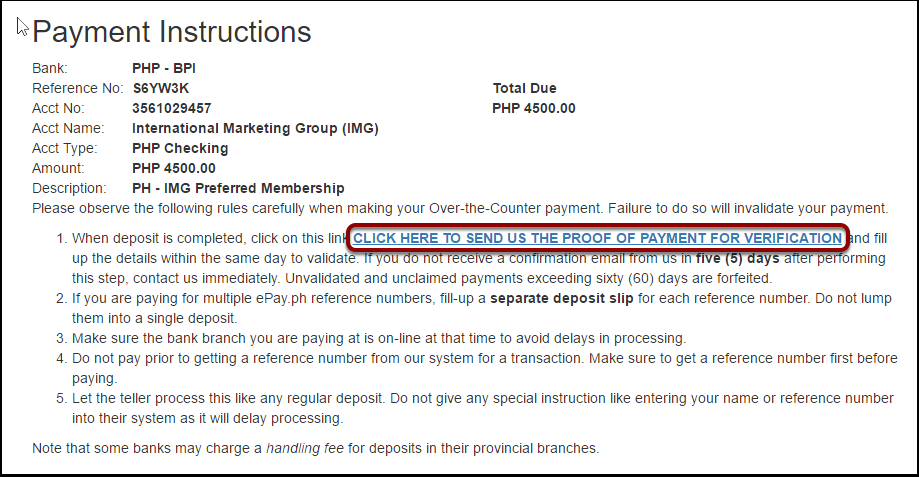 Payment Instructions
Bank: PHP - BPI
Reference No: S6YW3K Total Due
Acct No: 3561029457 PHP 4500.00
Acct Name: International Marketing Group (IMG)
Acct Type: PHP Checking
Amount: PHP 4500.00
Description: PH - IMG Preferred Membership
Please observe the following rules carefully when making your Over-the-Counter payment. Failure to do so will invalidate your payment.
1. When deposit is completed, click on this link CLICK HERE TO SEND US THE PROOF OF PAYMENT FOR VERIFICATION and fill
up the details within the same day to validate. If you do not receive a confirmation email from us in five (5) days after performing
this step, contact us immediately. Unvalidated and unclaimed payments exceeding sixty (60) days are forfeited.
2. If you are paying for multiple ePay.ph reference numbers, fill-up a separate deposit slip for each reference number. Do not lump
them into a single deposit.
3. Make sure the bank branch you are paying at is on-line at that time to avoid delays in processing.
4. Do not pay prior to getting a reference number from our system for a transaction. Make sure to get a reference number first before
paying.
5. Let the teller process this like any regular deposit. Do not give any special instruction like entering your name or reference number
into their system as it will delay processing.
Note that some banks may charge a handling fee for deposits in their provincial branches.